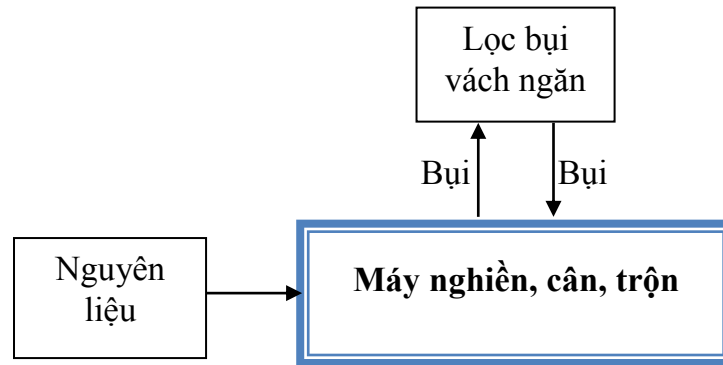 Lọc bụi
vách ngăn
Bụi
Bụi
Nguyên
liệu
Máy nghiền, cân, trộn